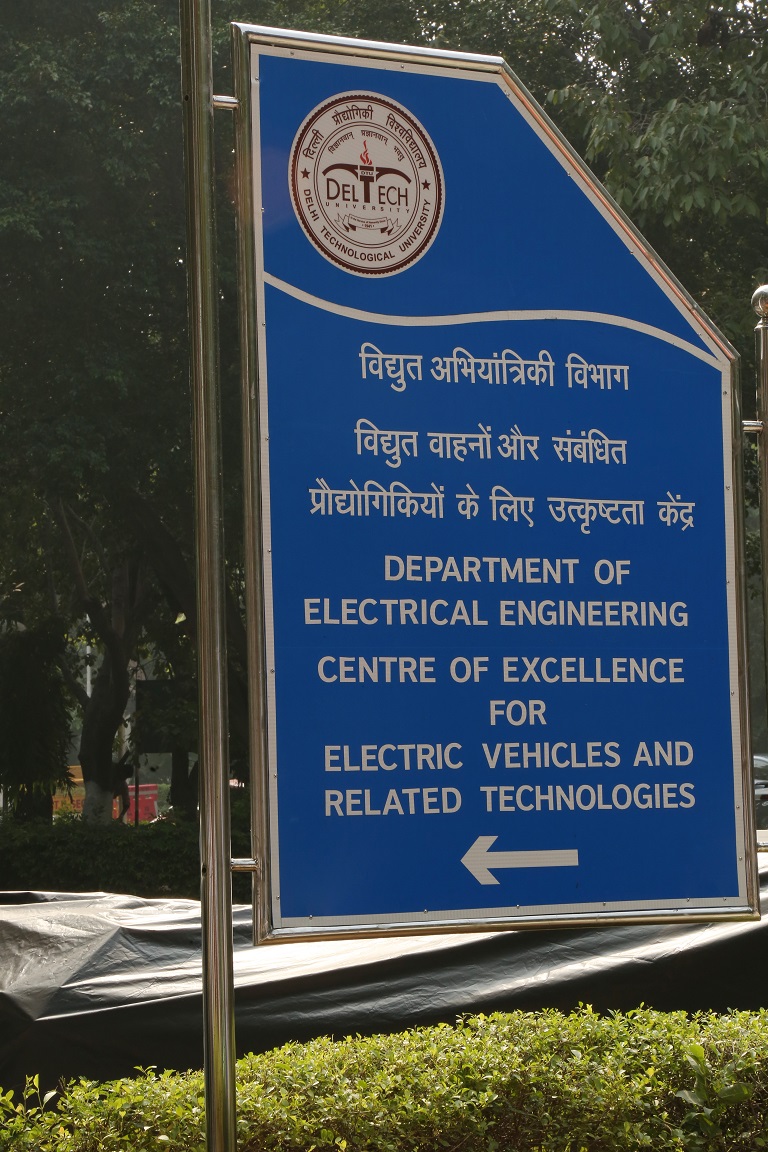 दिल्ली प्रौद्योगिकी विश्वविद्यालय
DELTECH
UNIVERSITY
DELHI TECHNOLOGICAL UNIVERSITY
विद्युत अभियांत्रिकी विभाग
विद्युत वाहनों और संबंधित
प्रौद्योगिकियों के लिए उत्कृष्टता केंद्र
DEPARTMENT OF
ELECTRICAL ENGINEERING
CENTRE OF EXCELLENCE
FOR
ELECTRIC VEHICLES AND
RELATED TECHNOLOGIES